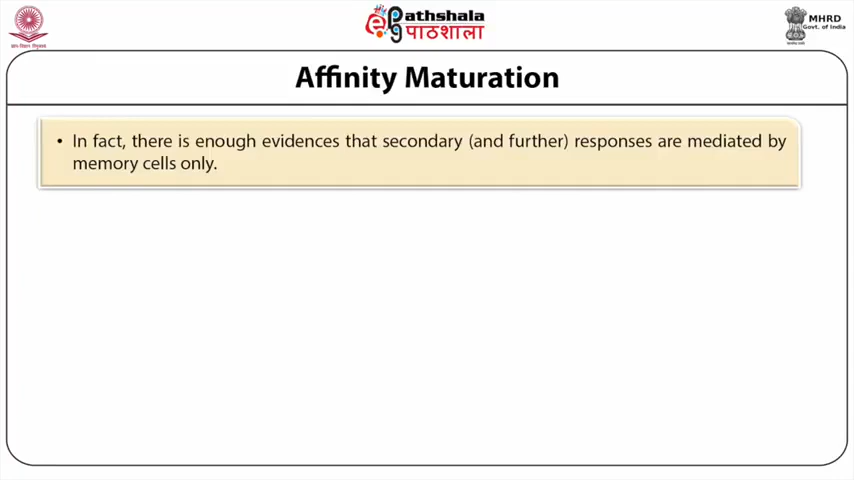 ePathshala
पाठशाला
MHRD
Govt. of India
Affinity Maturation
• In fact, there is enough evidences that secondary (and further) responses are mediated by
memory cells only.